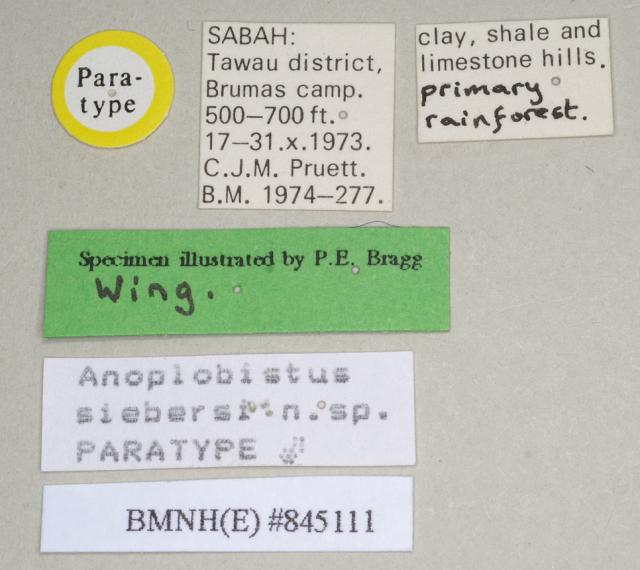 Para-
type
SABAH:
Tawau district,
Brumas camp.
500—700 ft.
17—31.x.1973.
C.J.M. Pruett.
B.M. 1974—277.
clay, shale and
limestone hills.
primary
rainforest.
Specimen illustrated by P.E. Bragg
Wing.
Anoplobistus
siebersi n. sp.
PARATYPE ♂
BMNH(E) #845111